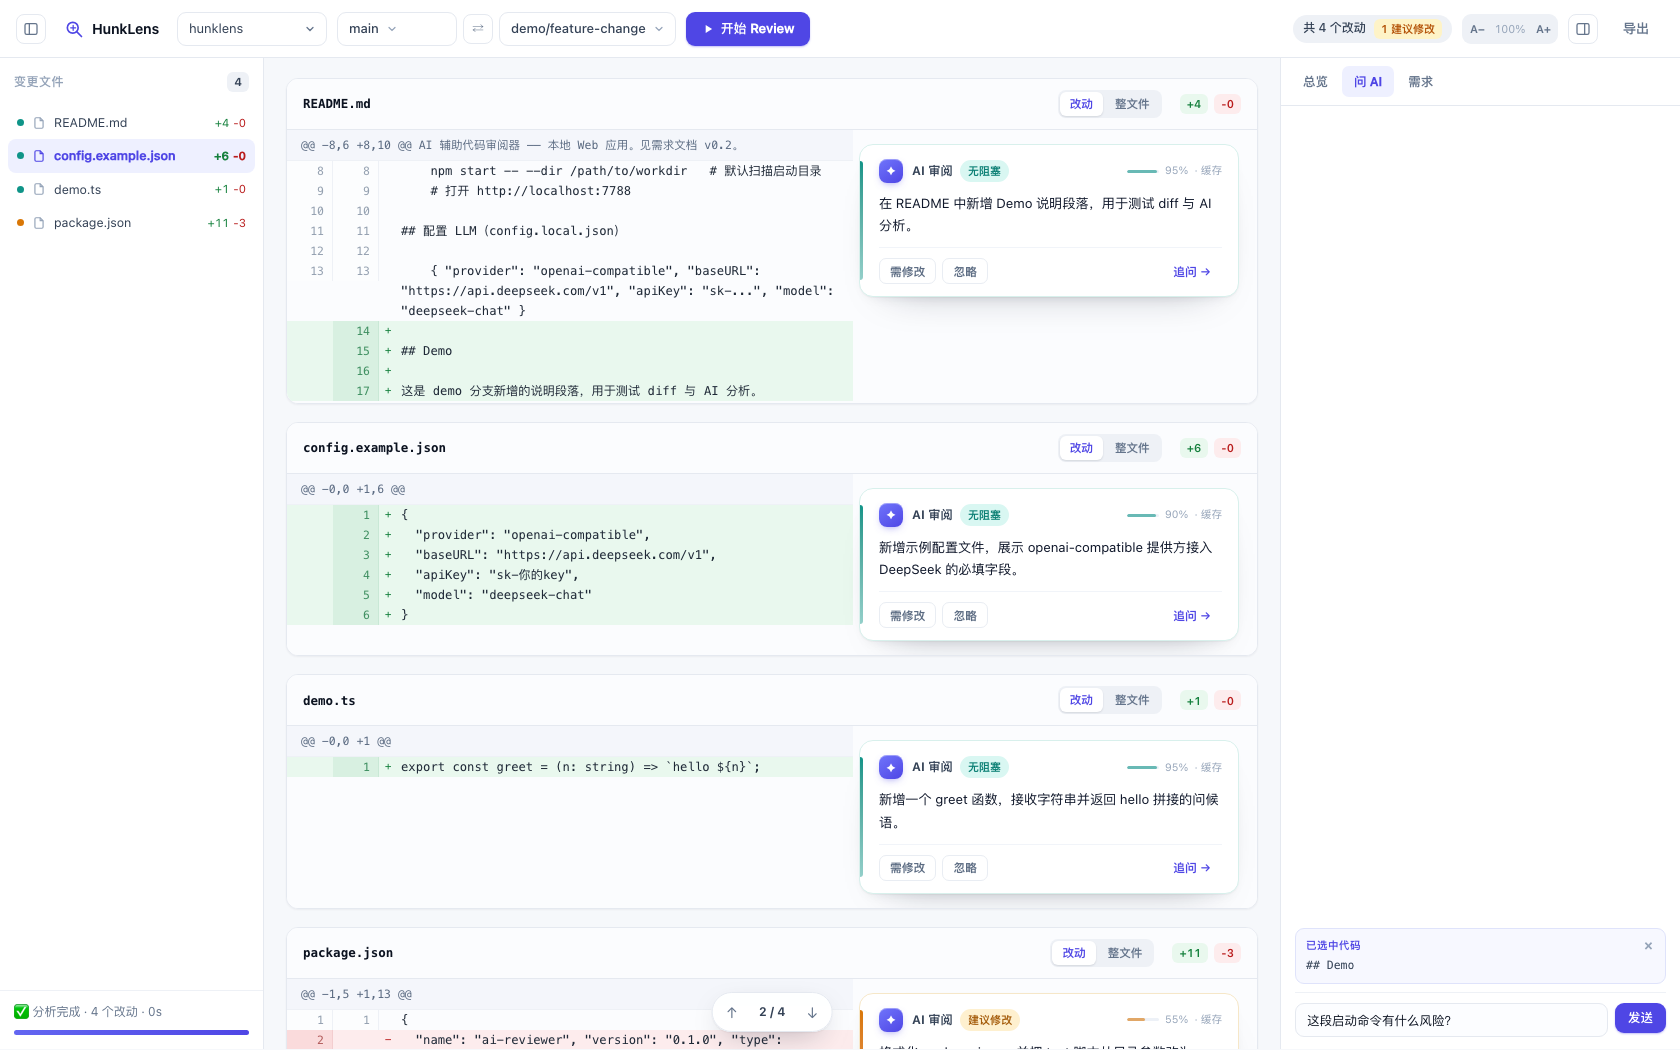 HunkLens
hunklens
main
demo/feature-change
开始 Review
共 4 个改动
1 建议修改
A−
100%
A+
导出
变更文件
4
README.md
+4 -0
config.example.json
+6 -0
demo.ts
+1 -0
package.json
+11 -3
✅ 分析完成 · 4 个改动 · 0s
README.md
改动
整文件
+4
-0
@@ -8,6 +8,10 @@ AI 辅助代码审阅器 —— 本地 Web 应用。见需求文档 v0.2。
8 8 npm start -- --dir /path/to/workdir # 默认扫描启动目录
9 9 # 打开 http://localhost:7788
10 10
11 11 ## 配置 LLM（config.local.json）
12 12
13 13 { "provider": "openai-compatible", "baseURL":
"https://api.deepseek.com/v1", "apiKey": "sk-...", "model":
"deepseek-chat" }
14 +
15 + ## Demo
16 +
17 + 这是 demo 分支新增的说明段落，用于测试 diff 与 AI 分析。
AI 审阅
无阻塞
95% · 缓存
在 README 中新增 Demo 说明段落，用于测试 diff 与 AI
分析。
需修改
忽略
追问 →
config.example.json
改动
整文件
+6
-0
@@ -0,0 +1,6 @@
1 + {
2 + "provider": "openai-compatible",
3 + "baseURL": "https://api.deepseek.com/v1",
4 + "apiKey": "sk-你的key",
5 + "model": "deepseek-chat"
6 + }
AI 审阅
无阻塞
90% · 缓存
新增示例配置文件，展示 openai-compatible 提供方接入
DeepSeek 的必填字段。
需修改
忽略
追问 →
demo.ts
改动
整文件
+1
-0
@@ -0,0 +1 @@
1 + export const greet = (n: string) => `hello ${n}`;
AI 审阅
无阻塞
95% · 缓存
新增一个 greet 函数，接收字符串并返回 hello 拼接的问候
语。
需修改
忽略
追问 →
package.json
改动
整文件
+11
-3
@@ -1,5 +1,13 @@
1 1 {
2 − "name": "ai-reviewer", "version": "0.1.0", "type":
↑ 2 / 4 ↓
AI 审阅
建议修改
55% · 缓存
总览
问 AI
需求
已选中代码
×
## Demo
这段启动命令有什么风险?
发送